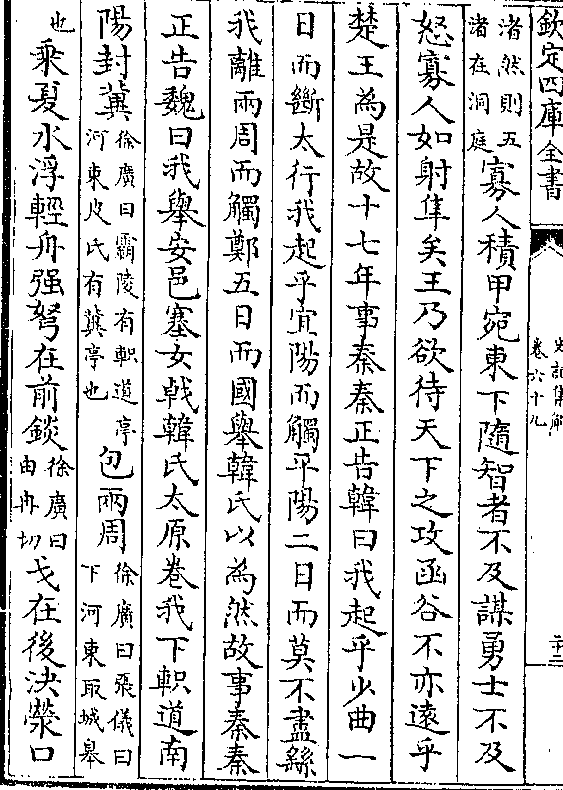 欽定四庫全書
史記集解
卷六十九
二十二
渚然則五
渚在洞庭
寡人積甲宛東下隨智者不及謀勇士不及
怒寡人如射隼矣王乃欲待天下之攻函谷不亦遠乎
楚王為是故十七年事秦秦正告韓曰我起乎少曲一
日而斷太行我起乎宜陽而觸平陽二日而莫不盡繇
我離兩周而觸鄭五日而國舉韓氏以為然故事秦秦
正告魏曰我舉安邑塞女戟韓氏太原卷我下軹道南
陽封冀
徐廣曰霸陵有軹道亭
河東皮氏有冀亭也
包兩周
徐廣曰張儀曰
下河東取城皋
也
乘夏水浮輕舟强弩在前錟
徐廣曰
由冉切
戈在後决滎口